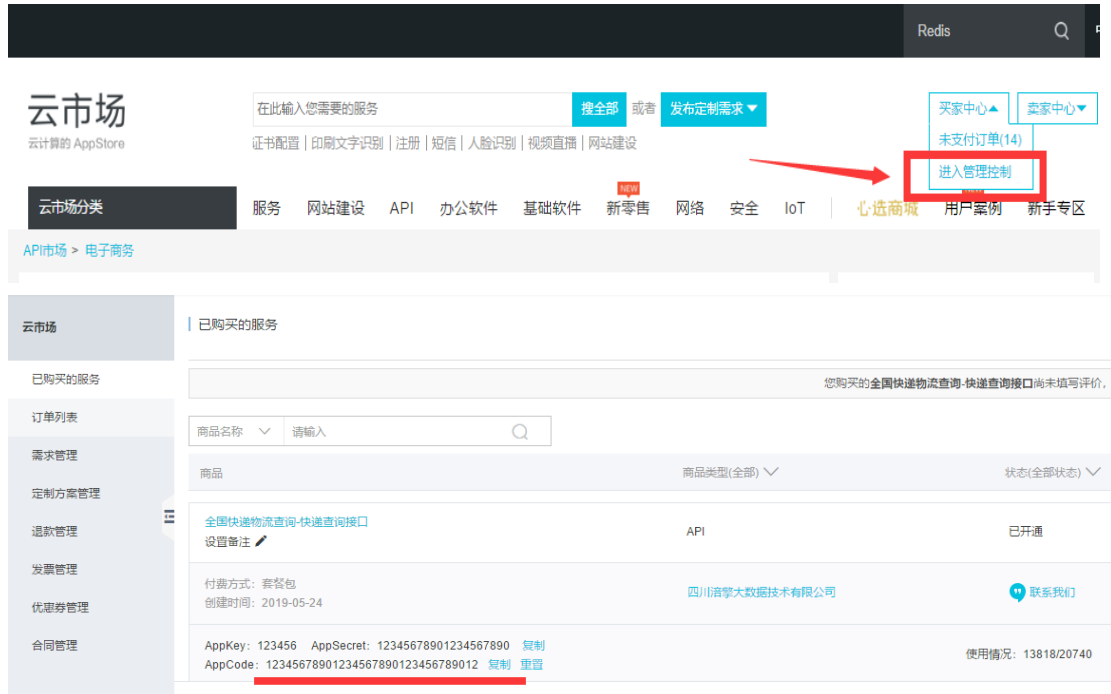 Redis
云市场
云计算的 AppStore
在此输入您需要的服务
搜全部
或者
发布定制需求
买家中心
卖家中心
证书配置 | 印刷文字识别 | 注册 | 短信 | 人脸识别 | 视频直播 | 网站建设
未支付订单(14)
进入管理控制
NEW
云市场分类
服务 网站建设 API 办公软件 基础软件 新零售 网络 安全 IoT 心选商城 用户案例 新手专区
API市场 > 电子商务
云市场
已购买的服务
已购买的服务
订单列表
需求管理
定制方案管理
退款管理
发票管理
优惠券管理
合同管理
您购买的全国快递物流查询-快递查询接口尚未填写评价,
商品名称 请输入
商品 商品类型(全部) 状态(全部状态)
全国快递物流查询-快递查询接口
设置备注
API
已开通
付费方式: 套餐包
创建时间: 2019-05-24
四川涪擎大数据技术有限公司
联系我们
AppKey: 123456 AppSecret: 12345678901234567890 复制
AppCode: 12345678901234567890123456789012 复制 重置
使用情况: 13818/20740